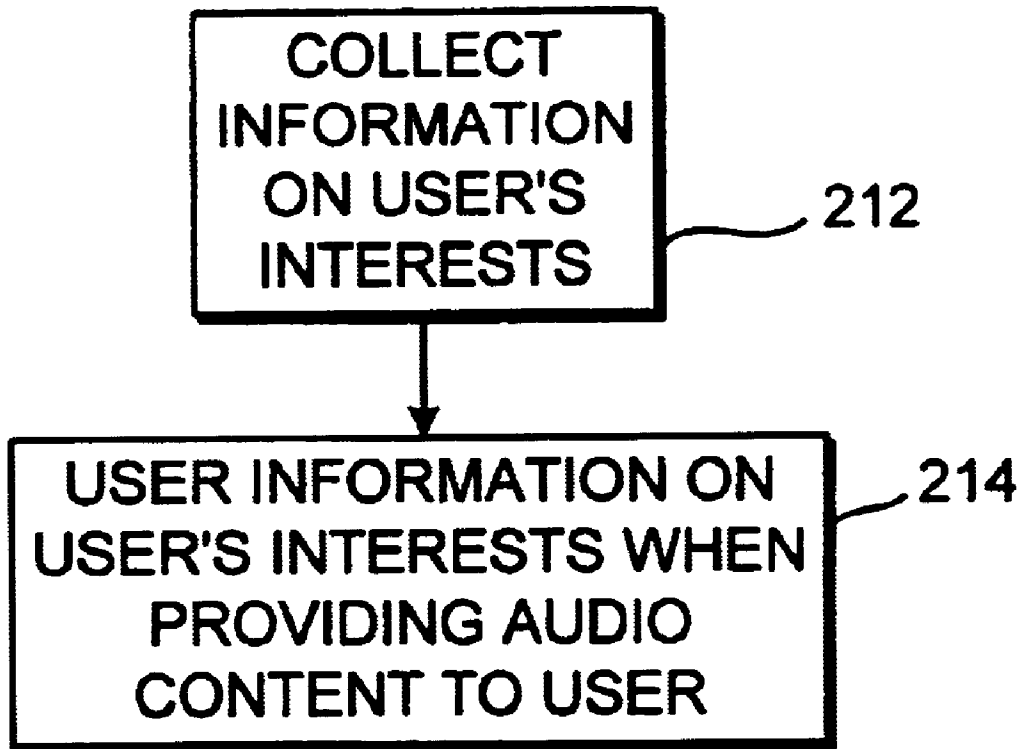 COLLECT
INFORMATION
ON USER'S
INTERESTS
212
USER INFORMATION ON
USER'S INTERESTS WHEN
PROVIDING AUDIO
CONTENT TO USER
214